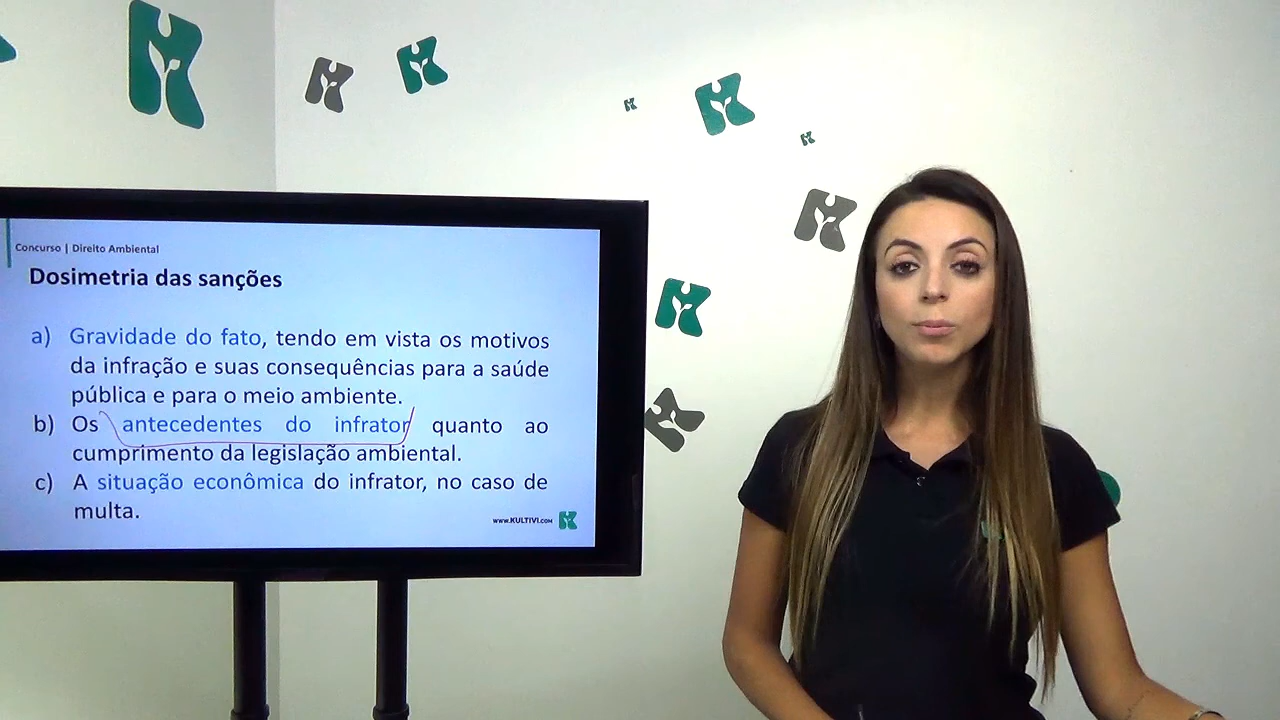 Concurso | Direito Ambiental
Dosimetria das sanções
a) Gravidade do fato, tendo em vista os motivos
da infração e suas consequências para a saúde
pública e para o meio ambiente.
b) Os antecedentes do infrator quanto ao
cumprimento da legislação ambiental.
c) A situação econômica do infrator, no caso de
multa.
www.KULTIVI.com